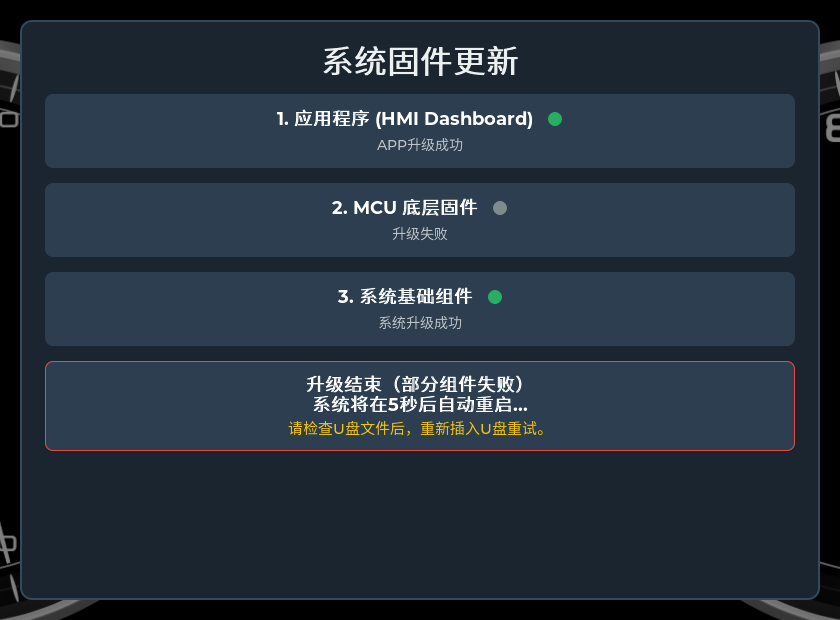 系统固件更新
1. 应用程序 (HMI Dashboard)
APP升级成功
2. MCU 底层固件
升级失败
3. 系统基础组件
系统升级成功
升级结束（部分组件失败）
系统将在5秒后自动重启...
请检查U盘文件后，重新插入U盘重试。